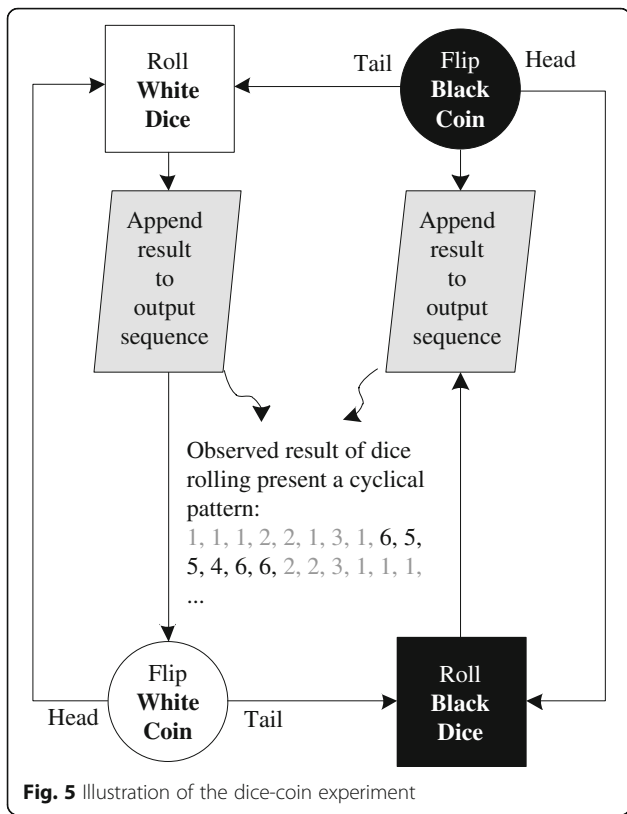 Roll
White
Dice
Tail
Flip
Black
Coin
Head
Append
result
to
output
sequence
Append
result
to
output
sequence
Observed result of dice
rolling present a cyclical
pattern:
1, 1, 1, 2, 2, 1, 3, 1, 6, 5,
5, 4, 6, 6, 2, 2, 3, 1, 1, 1,
...
Head
Flip
White
Coin
Tail
Roll
Black
Dice
Fig. 5 Illustration of the dice-coin experiment